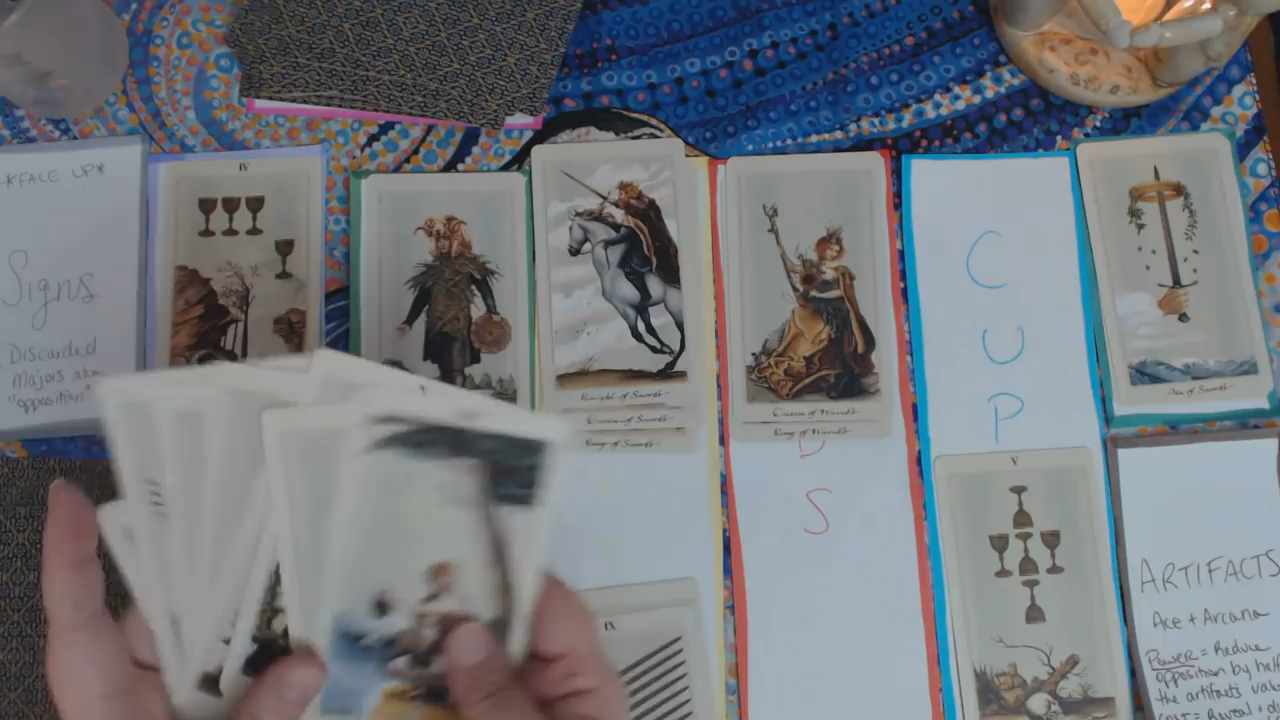 *FACE UP*
Signs
Discarded
Majors aka
"opposition"
IV
Knight of Swords
Queen of Swords
King of Swords
Queen of Wands
King of Wands
D
S
C
U
P
V
IX
Ace of Swords
ARTIFACTS
Ace + Arcana
Power = Reduce
opposition by half
the artifacts